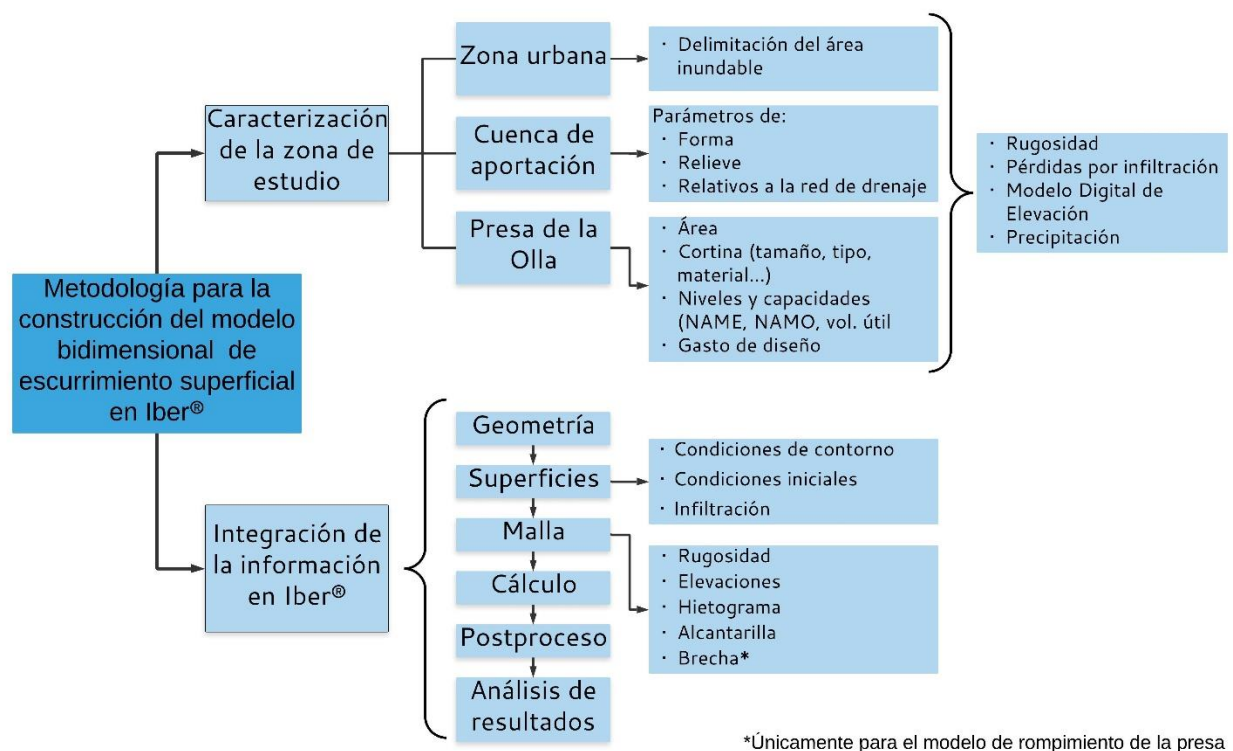 Metodología para la
construcción del modelo
bidimensional de
escurrimiento superficial
en Iber®
Caracterización
de la zona de
estudio
Zona urbana
· Delimitación del área
inundable
Cuenca de
aportación
Parámetros de:
· Forma
· Relieve
· Relativos a la red de drenaje
Presa de la
Olla
· Área
· Cortina (tamaño, tipo,
material...)
· Niveles y capacidades
(NAME, NAMO, vol. útil
· Gasto de diseño
· Rugosidad
· Pérdidas por infiltración
· Modelo Digital de
Elevación
· Precipitación
Integración de
la información
en Iber®
Geometría
Superficies
· Condiciones de contorno
· Condiciones iniciales
· Infiltración
Malla
· Rugosidad
· Elevaciones
· Hietograma
· Alcantarilla
· Brecha*
Cálculo
Postproceso
Análisis de
resultados
*Únicamente para el modelo de rompimiento de la presa